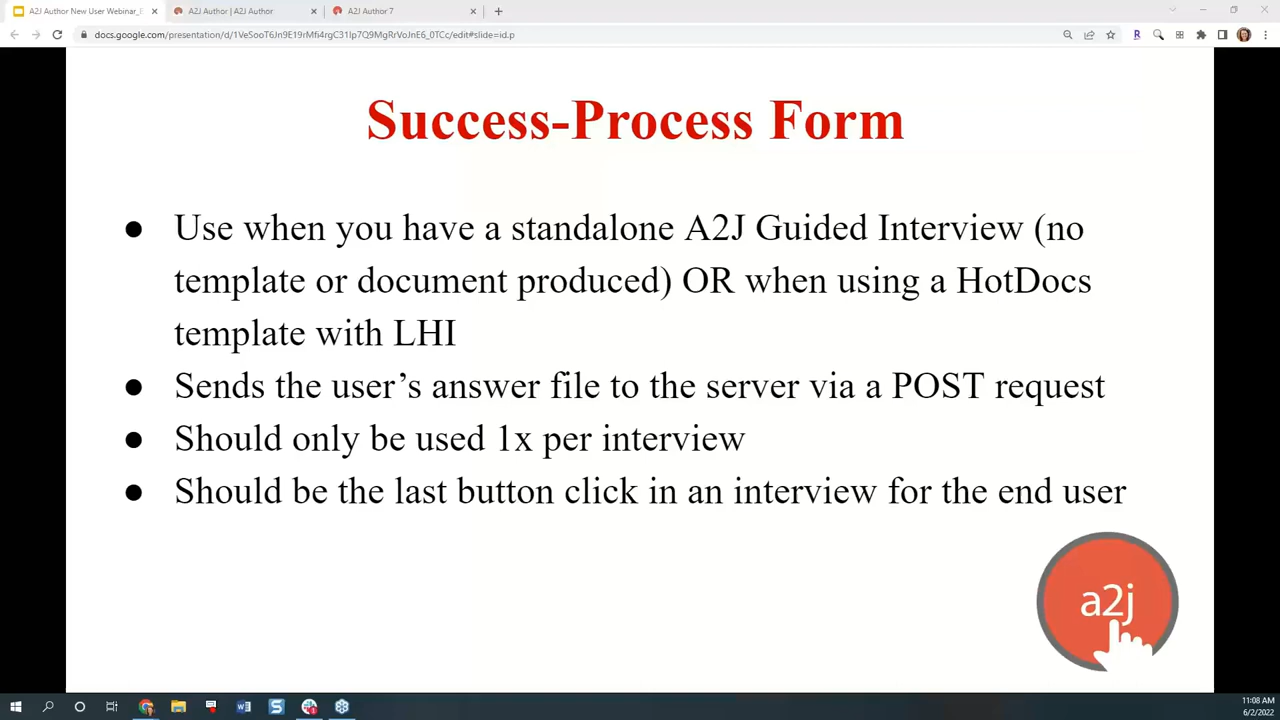 A2J Author New User Webinar_
A2J Author | A2J Author
A2J Author 7
docs.google.com/presentation/d/1VeSooT6Jn9E19rMfi4rgC31lp7Q9MgRrVoJnE6_0TCc/edit#slide=id.p
R
Success-Process Form
● Use when you have a standalone A2J Guided Interview (no
template or document produced) OR when using a HotDocs
template with LHI
● Sends the user’s answer file to the server via a POST request
● Should only be used 1x per interview
● Should be the last button click in an interview for the end user
a2j
11:08 AM
6/2/2022